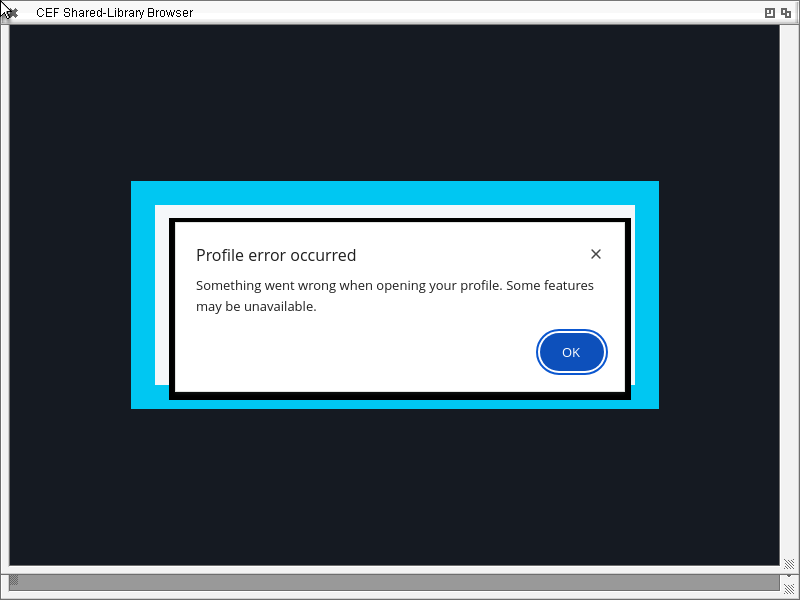 CEF Shared-Library Browser
Profile error occurred
Something went wrong when opening your profile. Some features
may be unavailable.
OK